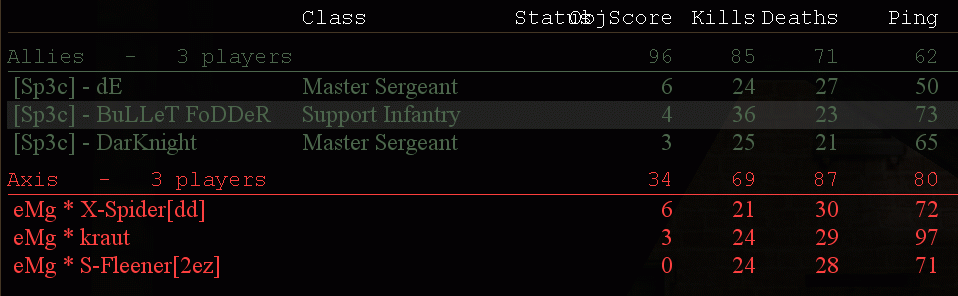 Class Status ObjScore Kills Deaths Ping
Allies - 3 players 96 85 71 62
[Sp3c] - dE Master Sergeant 6 24 27 50
[Sp3c] - BuLLeT FoDDeR Support Infantry 4 36 23 73
[Sp3c] - DarKnight Master Sergeant 3 25 21 65
Axis - 3 players 34 69 87 80
eMg * X-Spider[dd] 6 21 30 72
eMg * kraut 3 24 29 97
eMg * S-Fleener[2ez] 0 24 28 71